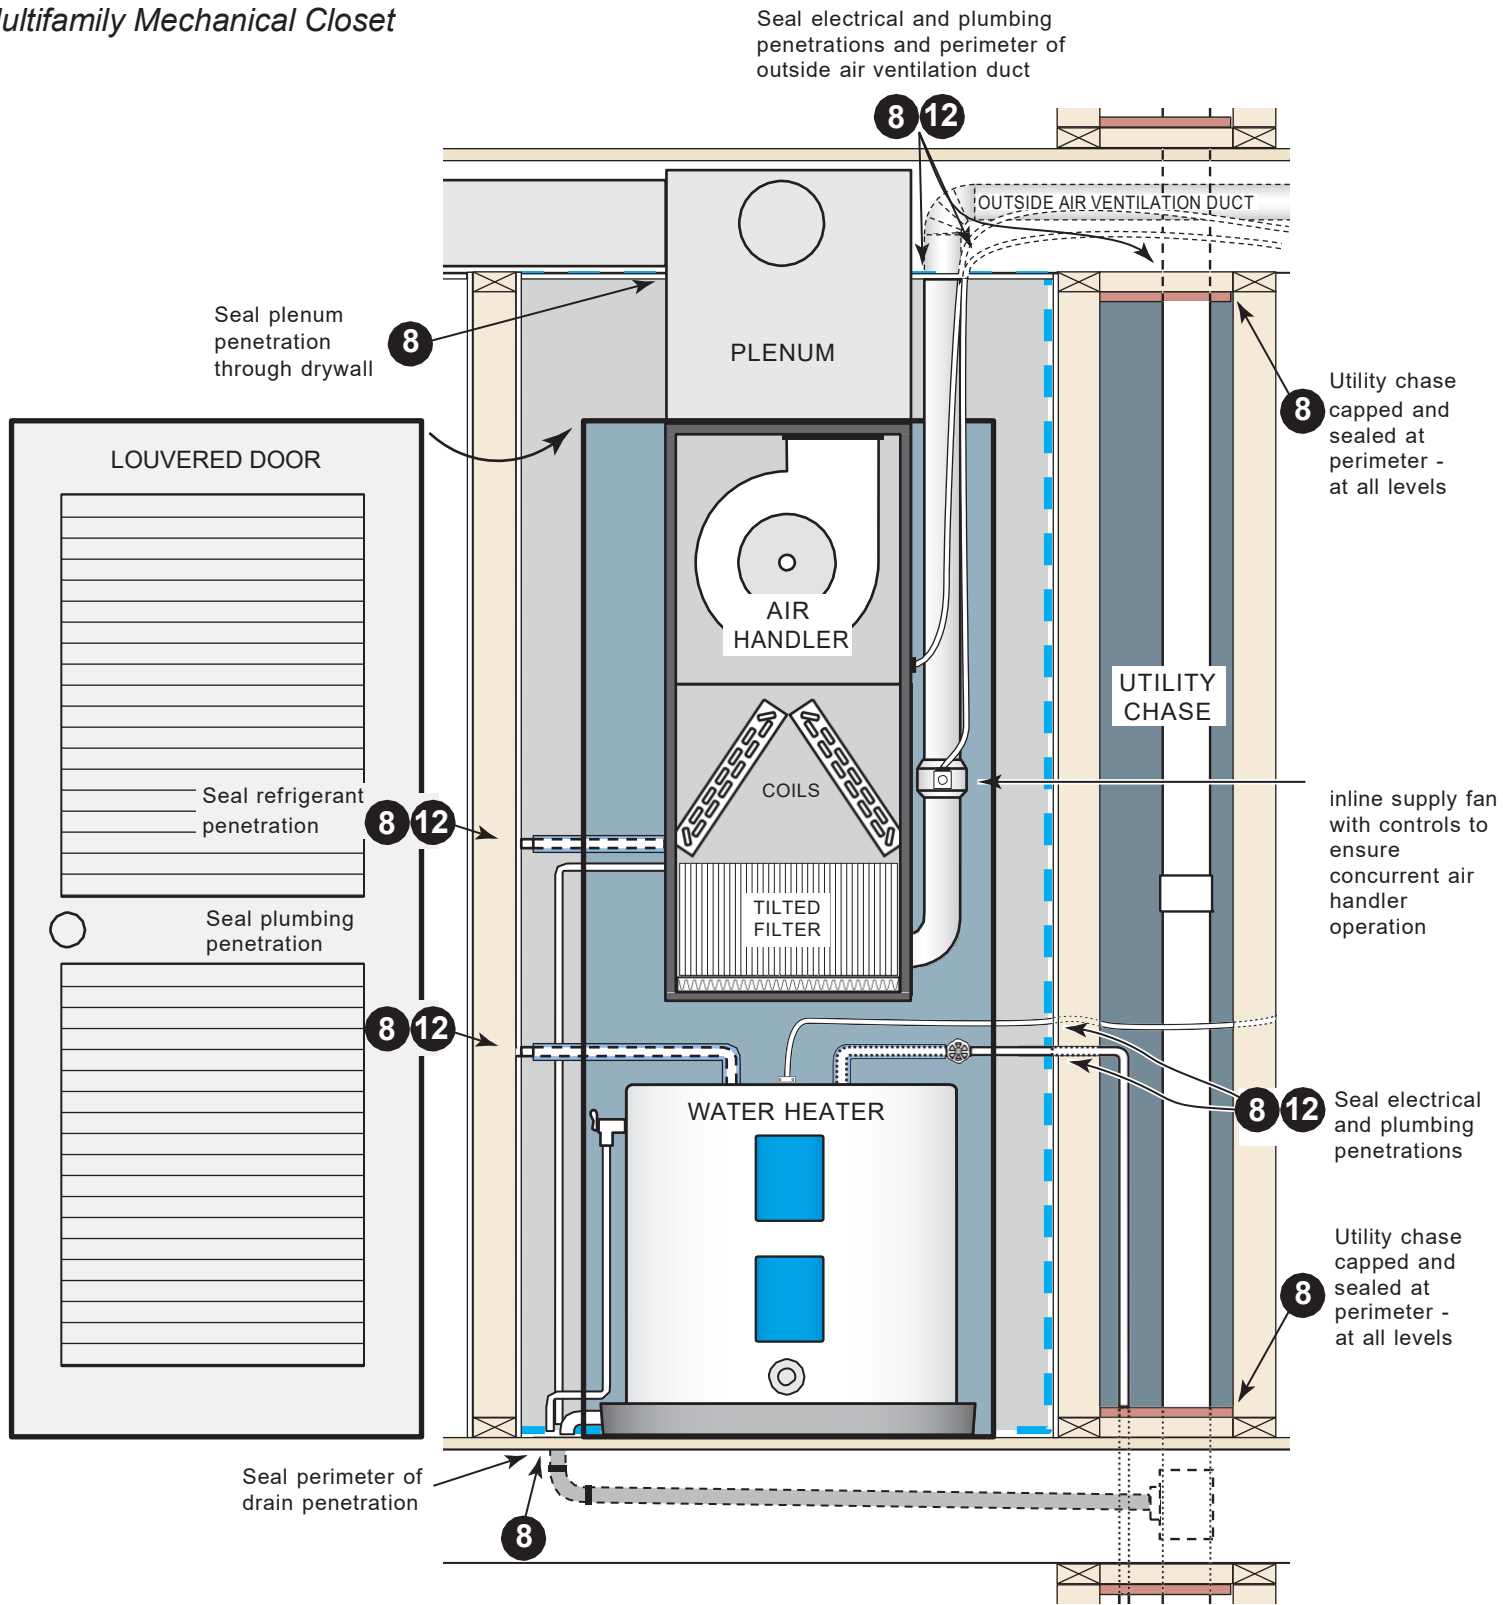 ultifamily Mechanical Closet
Seal electrical and plumbing
penetrations and perimeter of
outside air ventilation duct
8 12
OUTSIDE AIR VENTILATION DUCT
Seal plenum
penetration
through drywall
8
PLENUM
Utility chase
capped and
sealed at
perimeter -
at all levels
8
LOUVERED DOOR
AIR
HANDLER
UTILITY
CHASE
COILS
Seal refrigerant
penetration
8 12
inline supply fan
with controls to
ensure
concurrent air
handler
operation
TILTED
FILTER
Seal plumbing
penetration
8 12
WATER HEATER
8 12
Seal electrical
and plumbing
penetrations
Utility chase
capped and
sealed at
perimeter -
at all levels
8
Seal perimeter of
drain penetration
8